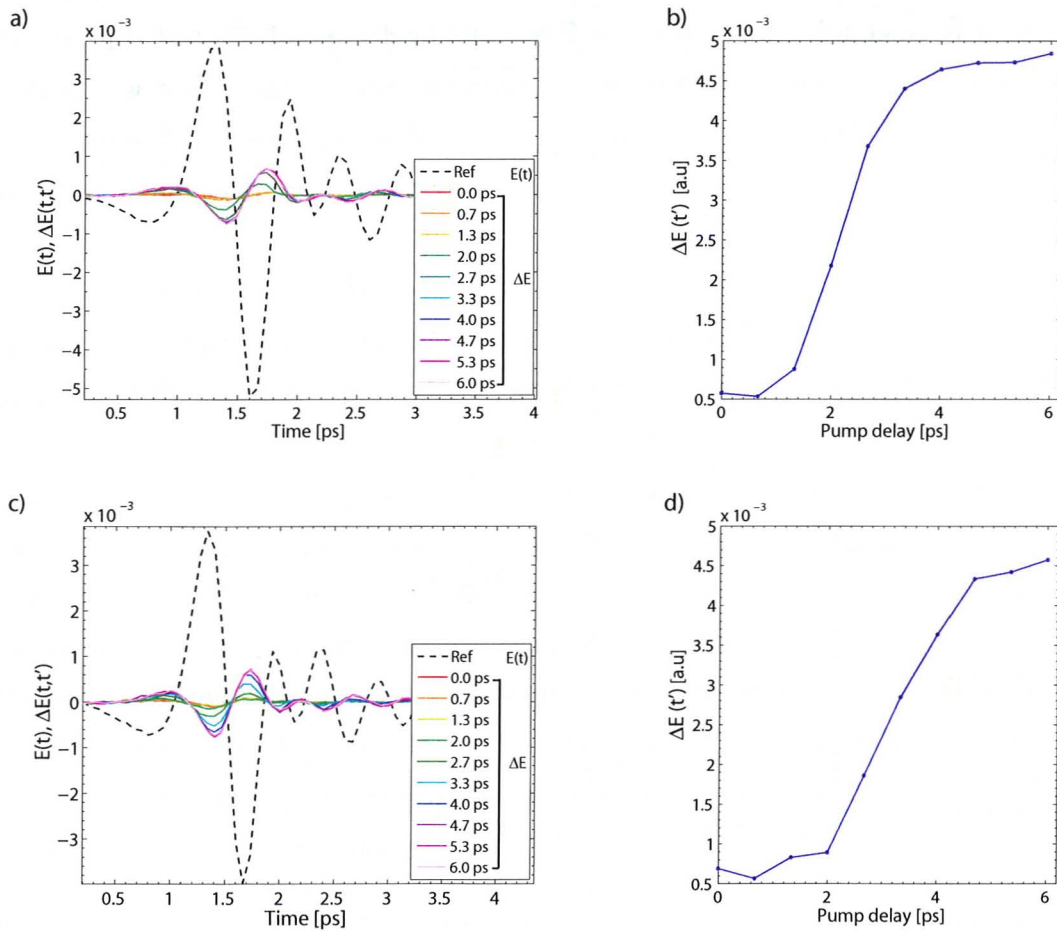 a)
x 10⁻³
3
2
1
0
−1
−2
−3
−4
−5
E(t), ΔE(t,t')
0.5 1 1.5 2 2.5 3 3.5 4
Time [ps]
Ref E(t)
0.0 ps
0.7 ps
1.3 ps
2.0 ps
2.7 ps
3.3 ps
4.0 ps
4.7 ps
5.3 ps
6.0 ps
ΔE
b)
x 10⁻³
5
4.5
4
3.5
3
2.5
2
1.5
1
0.5
ΔE (t') [a.u]
0 2 4 6
Pump delay [ps]
c)
x 10⁻³
3
2
1
0
−1
−2
−3
E(t), ΔE(t,t')
0.5 1 1.5 2 2.5 3 3.5 4
Time [ps]
Ref E(t)
0.0 ps
0.7 ps
1.3 ps
2.0 ps
2.7 ps
3.3 ps
4.0 ps
4.7 ps
5.3 ps
6.0 ps
ΔE
d)
x 10⁻³
5
4.5
4
3.5
3
2.5
2
1.5
1
0.5
ΔE (t') [a.u]
0 2 4 6
Pump delay [ps]